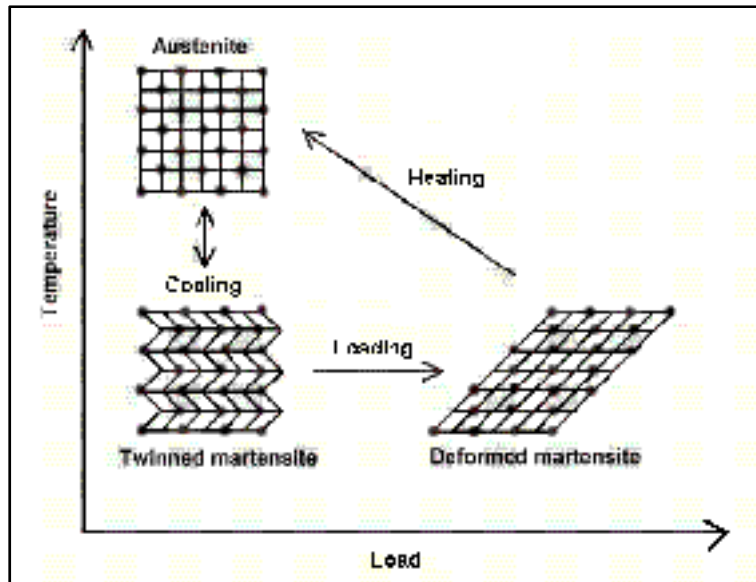 Austenite
Heating
Temperature
Cooling
Loading
Twinned martensite
Deformed martensite
Load